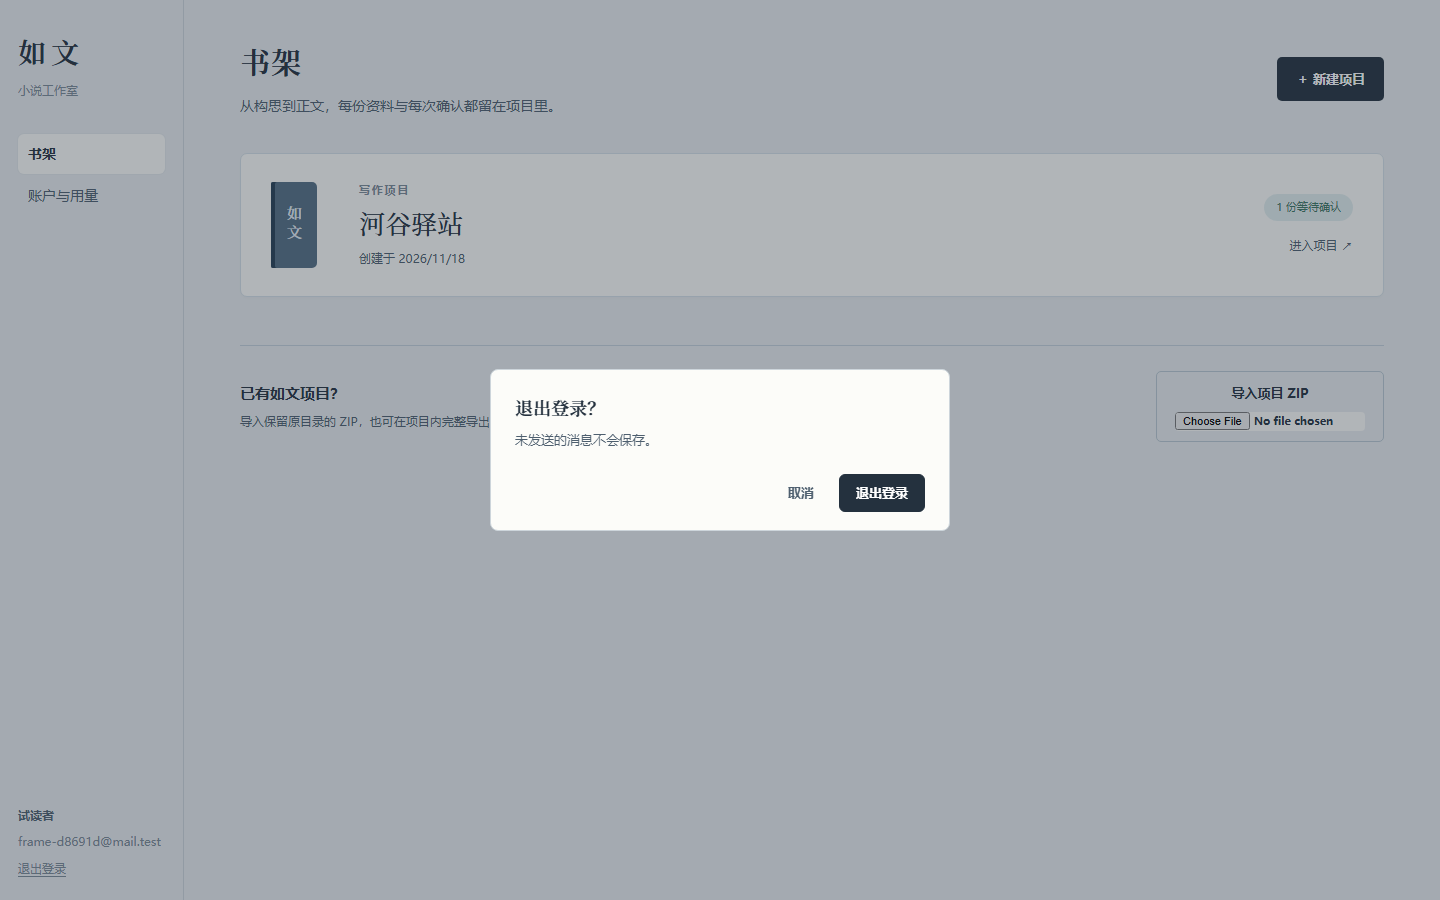 如文
小说工作室
书架
账户与用量
书架
从构思到正文，每份资料与每次确认都留在项目里。
+ 新建项目
如
文
写作项目
河谷驿站
创建于 2026/11/18
1 份等待确认
进入项目 ↗
已有如文项目？
导入保留原目录的 ZIP，也可在项目内完整导出
导入项目 ZIP
Choose File No file chosen
退出登录？
未发送的消息不会保存。
取消
退出登录
试读者
frame-d8691d@mail.test
退出登录